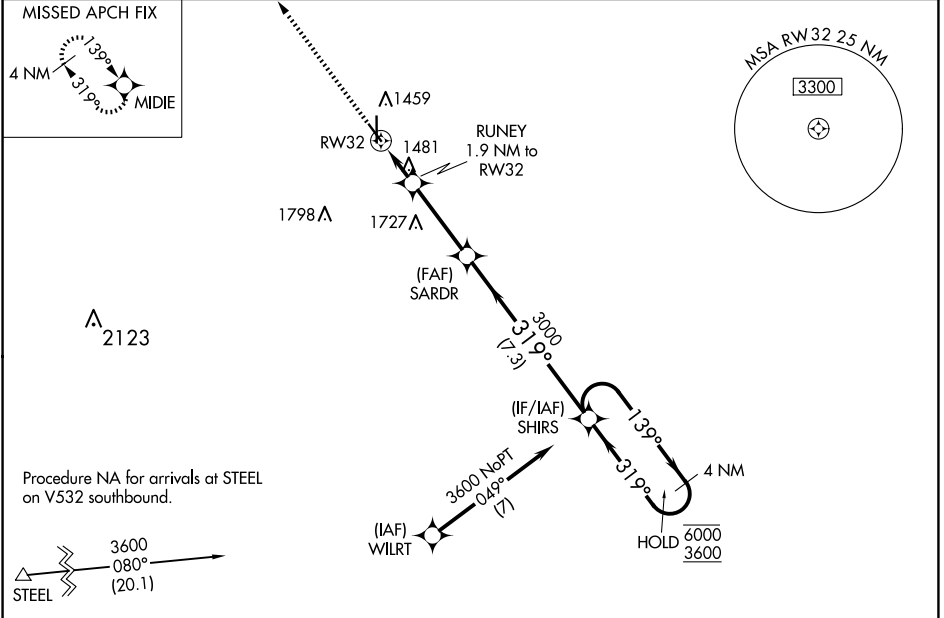 MISSED APCH FIX
139°
4 NM
319°
MIDIE
MSA RW32 25 NM
3300
1459
RW32
1481
RUNEY
1.9 NM to
RW32
1798
1727
(FAF)
SARDR
2123
3000
319°
(7.3)
(IF/IAF)
SHIRS
139°
319°
4 NM
HOLD
6000
3600
3600 NoPT
049°
(7)
(IAF)
WILRT
Procedure NA for arrivals at STEEL
on V532 southbound.
3600
080°
(20.1)
STEEL